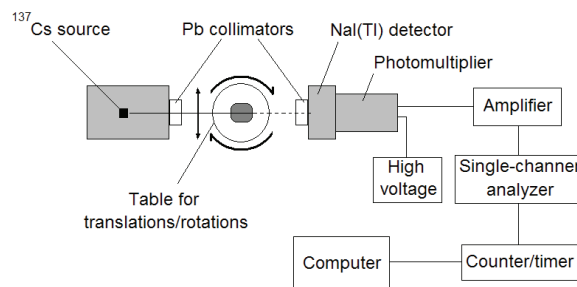 137Cs source
Pb collimators
NaI(Tl) detector
Photomultiplier
Amplifier
High
voltage
Single-channel
analyzer
Table for
translations/rotations
Computer
Counter/timer